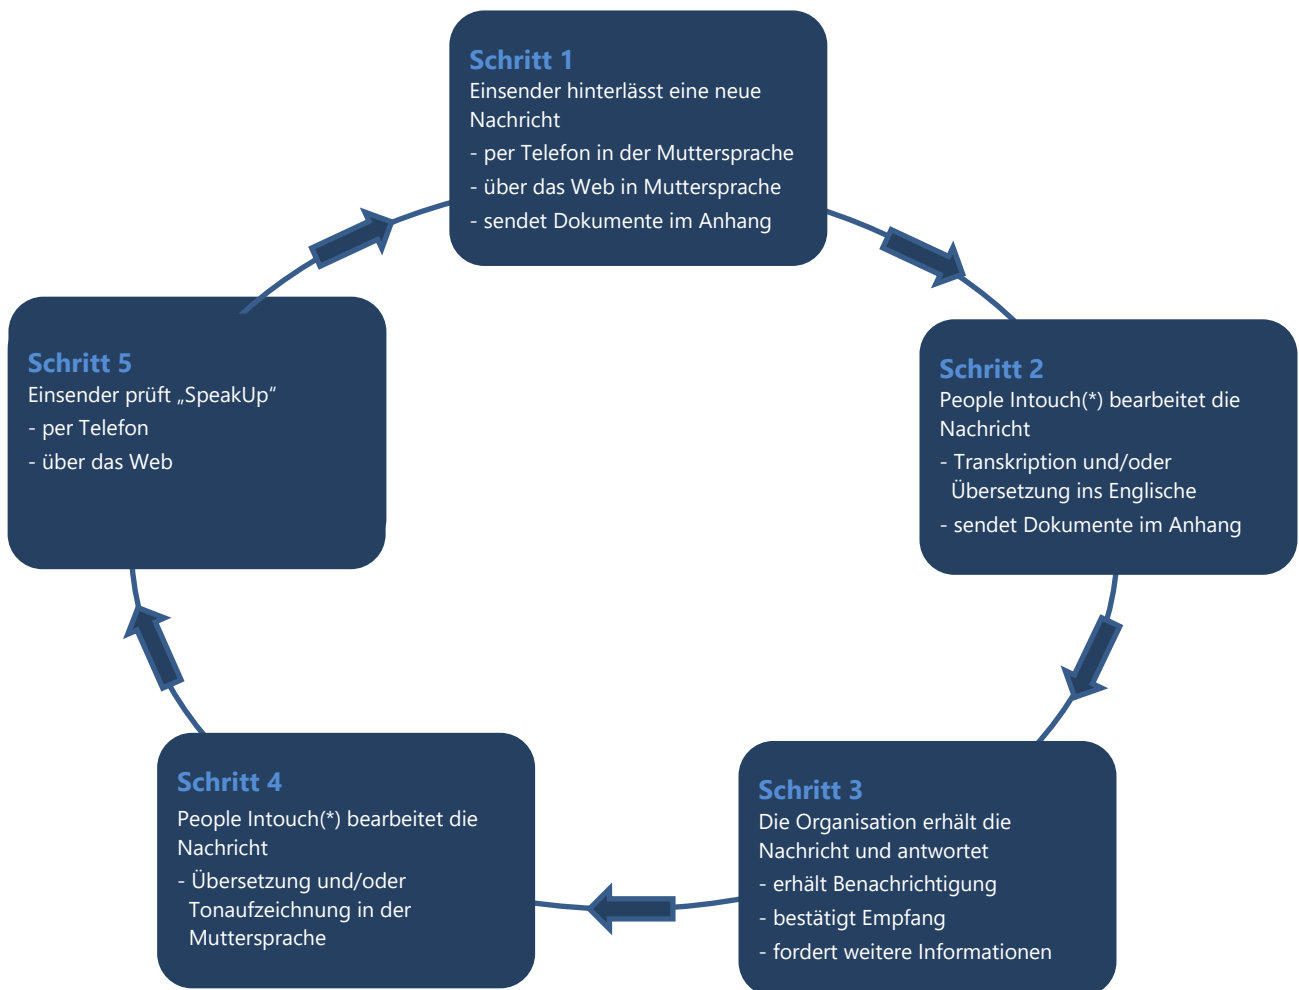 Schritt 1
Einsender hinterlässt eine neue
Nachricht
- per Telefon in der Muttersprache
- über das Web in Muttersprache
- sendet Dokumente im Anhang
Schritt 2
People Intouch(*) bearbeitet die
Nachricht
- Transkription und/oder
Übersetzung ins Englische
- sendet Dokumente im Anhang
Schritt 3
Die Organisation erhält die
Nachricht und antwortet
- erhält Benachrichtigung
- bestätigt Empfang
- fordert weitere Informationen
Schritt 4
People Intouch(*) bearbeitet die
Nachricht
- Übersetzung und/oder
Tonaufzeichnung in der
Muttersprache
Schritt 5
Einsender prüft „SpeakUp“
- per Telefon
- über das Web